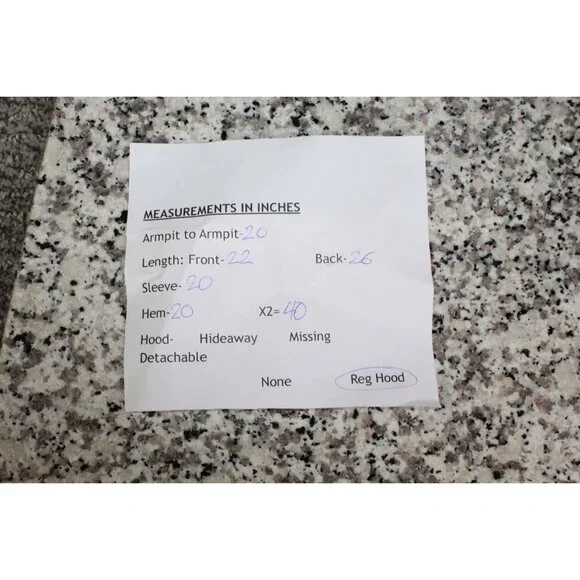 MEASUREMENTS IN INCHES
Armpit to Armpit-20
Length: Front-22 Back-26
Sleeve-20
Hem-20 X2=40
Hood- Hideaway Missing
Detachable
None Reg Hood